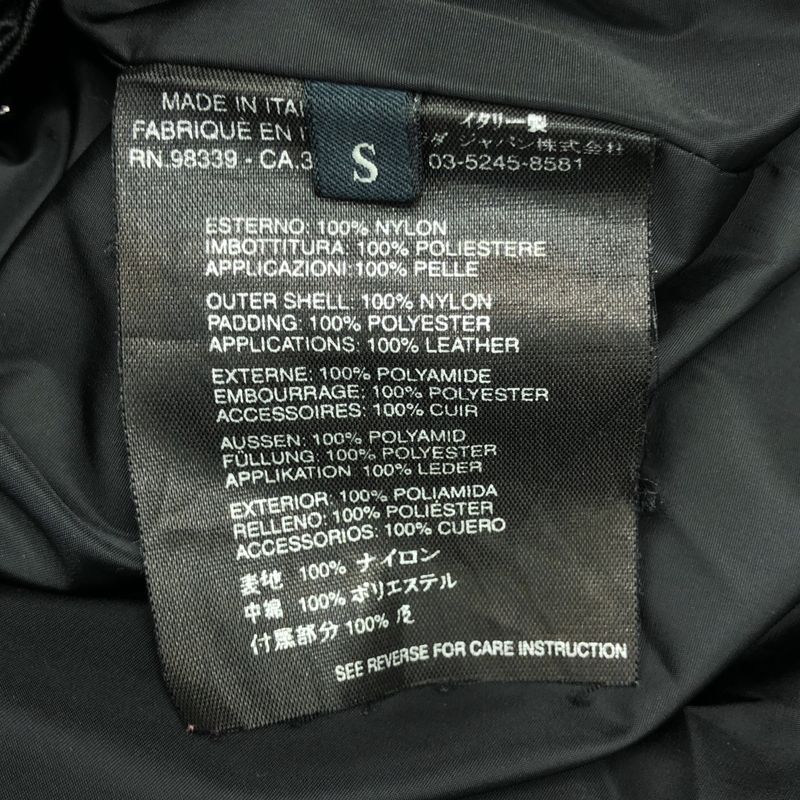 MADE IN ITA
FABRIQUÉ EN I
RN.98339 - CA.3
S
イタリー製
ダ ジャパン株式会社
03-5245-8581
ESTERNO: 100% NYLON
IMBOTTITURA: 100% POLIESTERE
APPLICAZIONI: 100% PELLE
OUTER SHELL: 100% NYLON
PADDING: 100% POLYESTER
APPLICATIONS: 100% LEATHER
EXTERNE: 100% POLYAMIDE
EMBOURRAGE: 100% POLYESTER
ACCESSOIRES: 100% CUIR
AUSSEN: 100% POLYAMID
FÜLLUNG: 100% POLYESTER
APPLIKATION: 100% LEDER
EXTERIOR: 100% POLIAMIDA
RELLENO: 100% POLIÉSTER
ACCESSORIOS: 100% CUERO
表地 100% ナイロン
中綿 100% ポリエステル
付属部分 100% 皮
SEE REVERSE FOR CARE INSTRUCTION